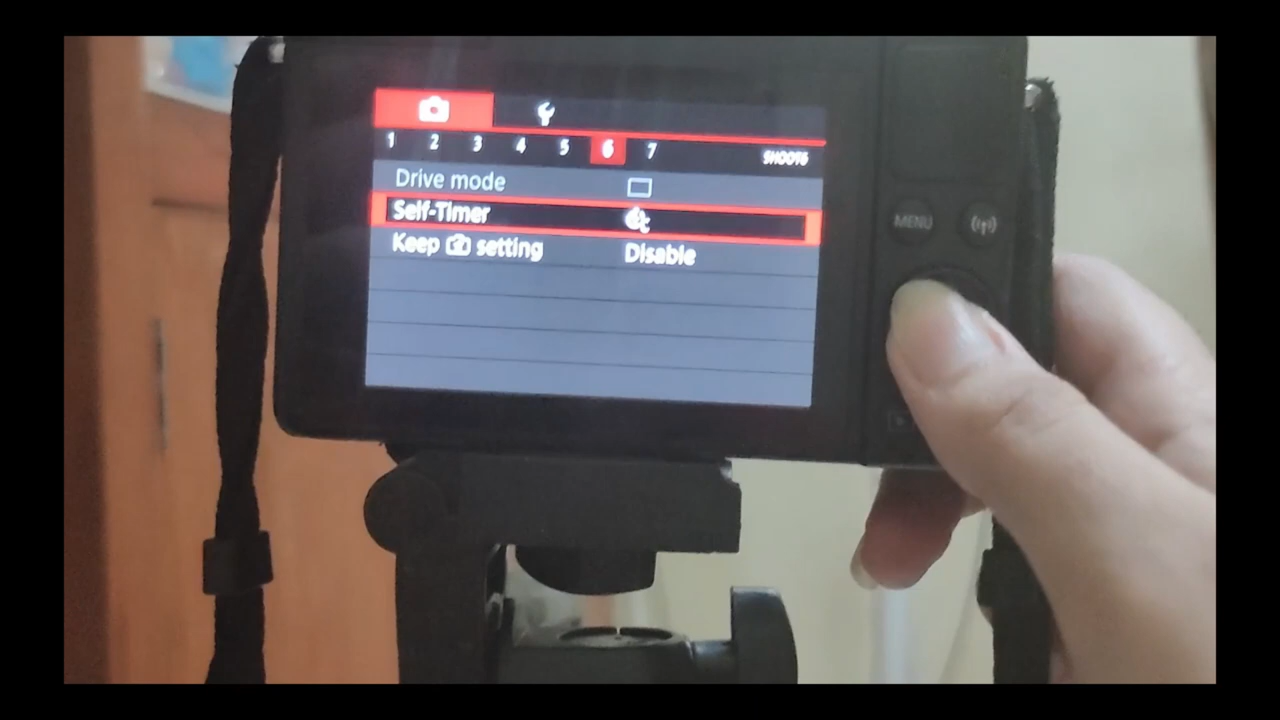 1 2 3 4 5 6 7 SHOOT6
Drive mode
Self-Timer
Keep setting Disable
MENU